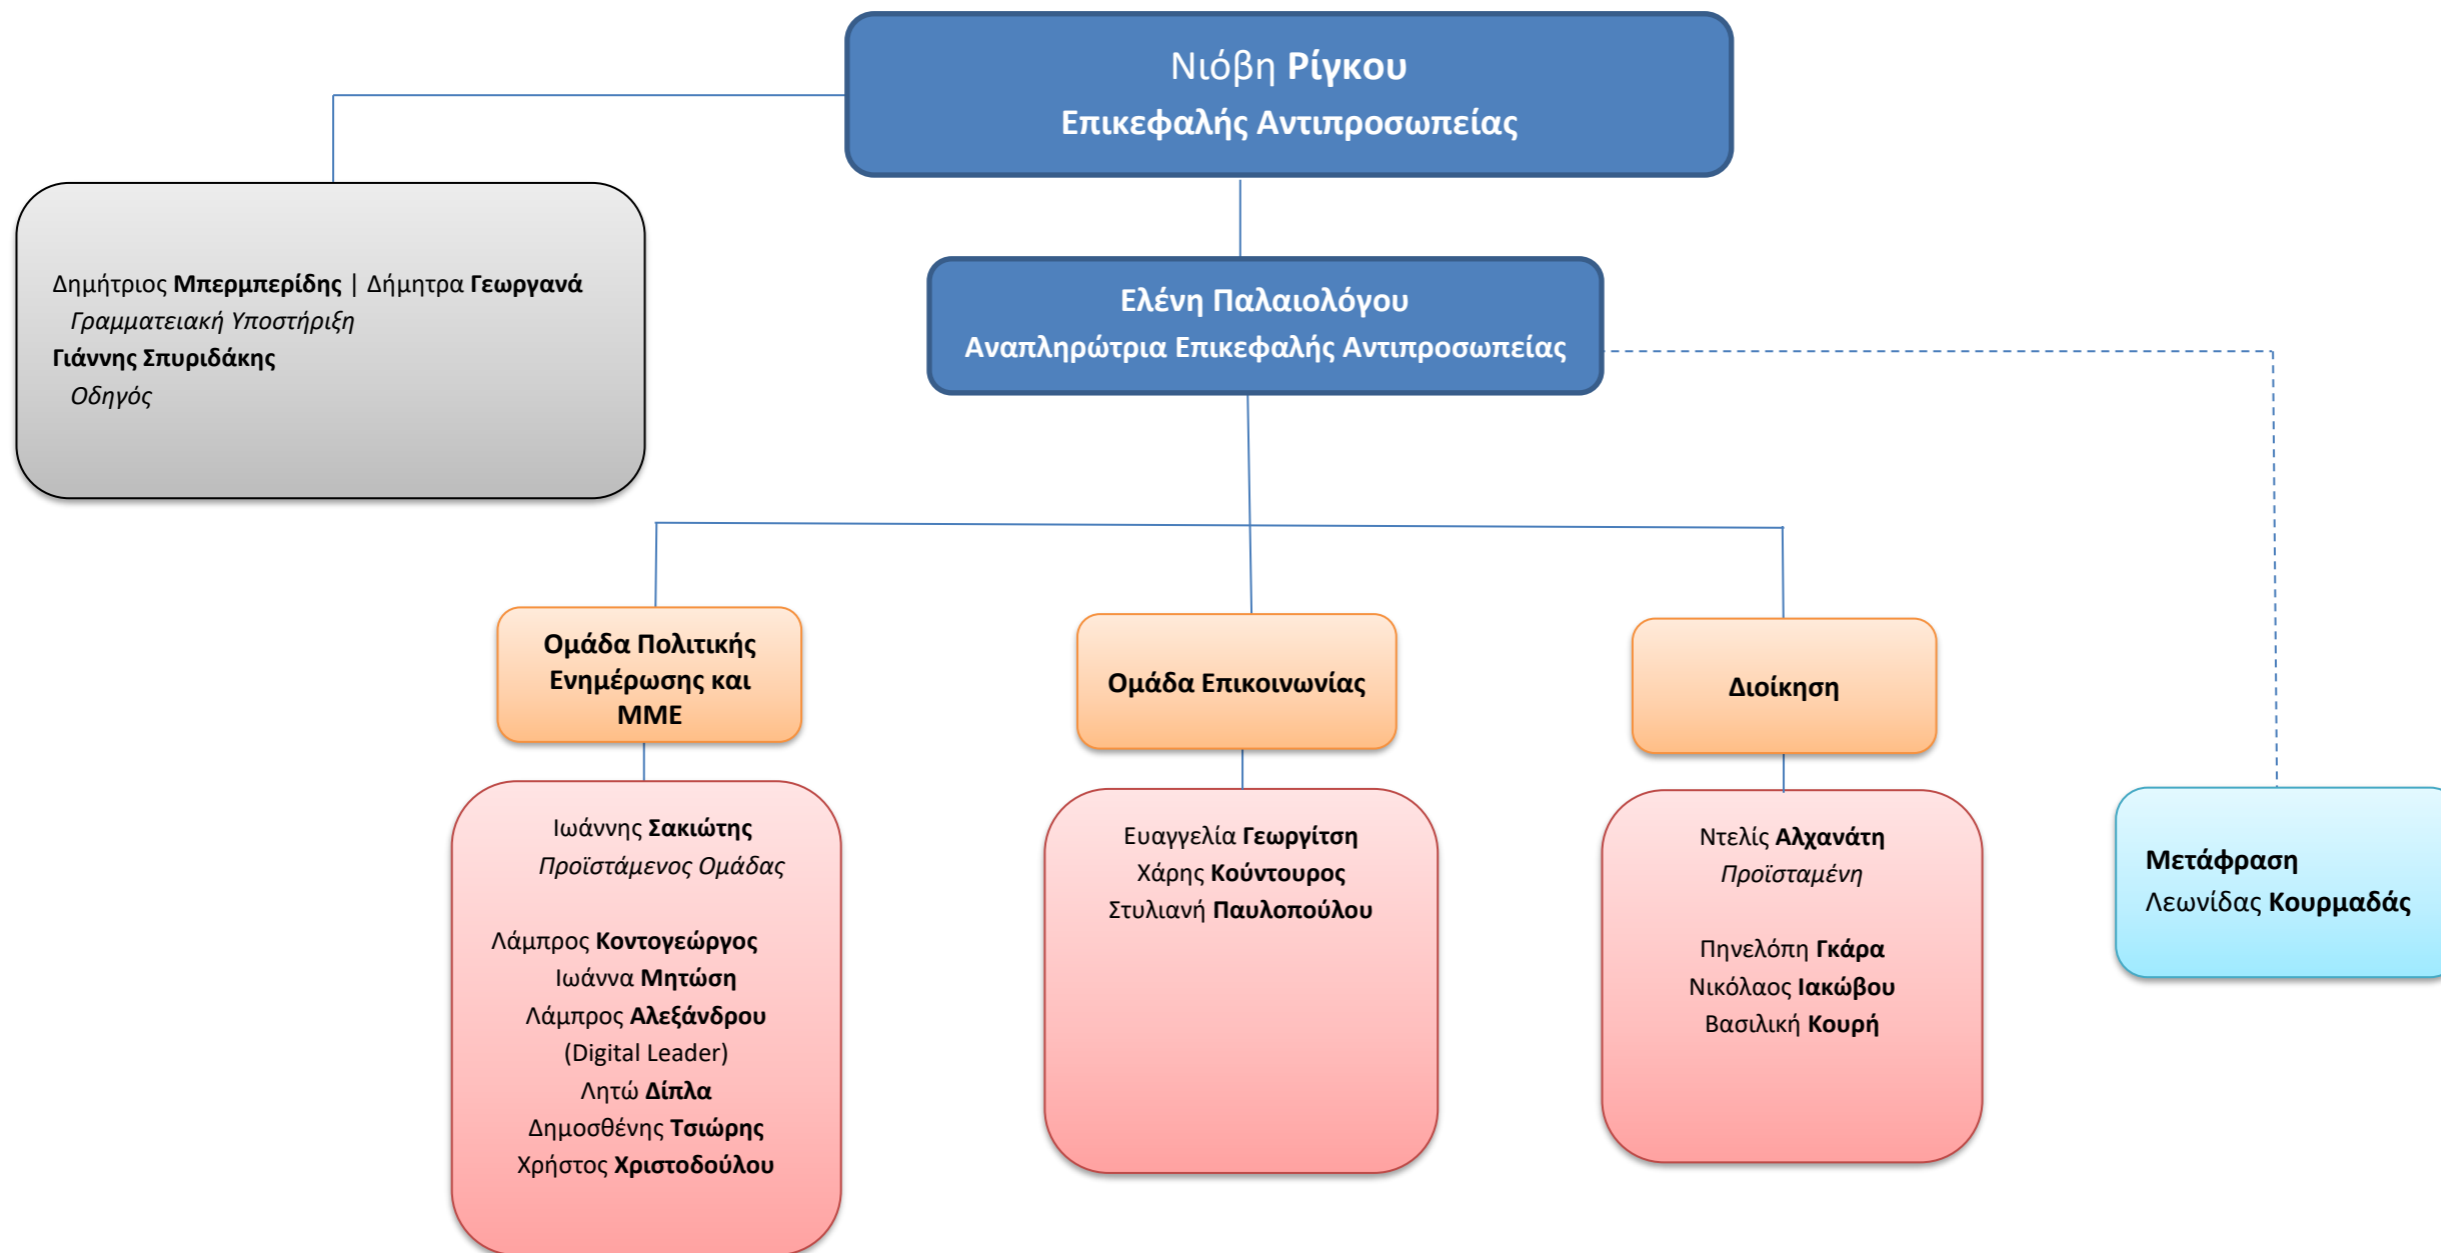 Νιόβη Ρίγκου
Επικεφαλής Αντιπροσωπείας
Δημήτριος Μπερμπερίδης | Δήμητρα Γεωργανά
Γραμματειακή Υποστήριξη
Γιάννης Σπυριδάκης
Οδηγός
Ελένη Παλαιολόγου
Αναπληρώτρια Επικεφαλής Αντιπροσωπείας
Ομάδα Πολιτικής
Ενημέρωσης και
ΜΜΕ
Ιωάννης Σακιώτης
Προϊστάμενος Ομάδας
Λάμπρος Κοντογεώργος
Ιωάννα Μητώση
Λάμπρος Αλεξάνδρου
(Digital Leader)
Λητώ Δίπλα
Δημοσθένης Τσιώρης
Χρήστος Χριστοδούλου
Ομάδα Επικοινωνίας
Ευαγγελία Γεωργίτση
Χάρης Κούντουρος
Στυλιανή Παυλοπούλου
Διοίκηση
Ντελίς Αλχανάτη
Προϊσταμένη
Πηνελόπη Γκάρα
Νικόλαος Ιακώβου
Βασιλική Κουρή
Μετάφραση
Λεωνίδας Κουρμαδάς